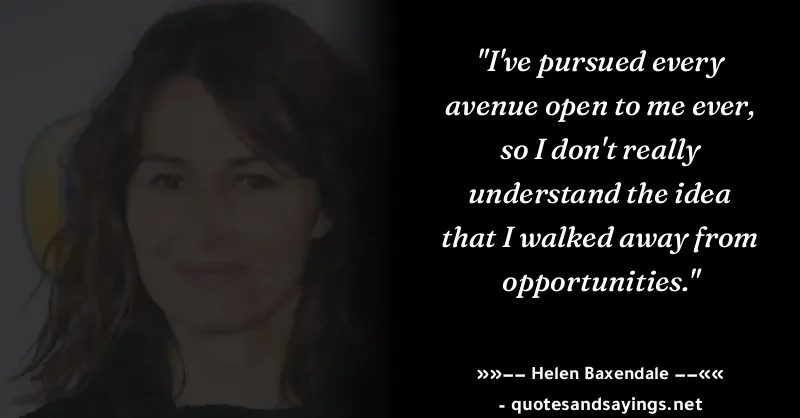 "I've pursued every
avenue open to me ever,
so I don't really
understand the idea
that I walked away from
opportunities."
»»–– Helen Baxendale ––««
- quotesandsayings.net